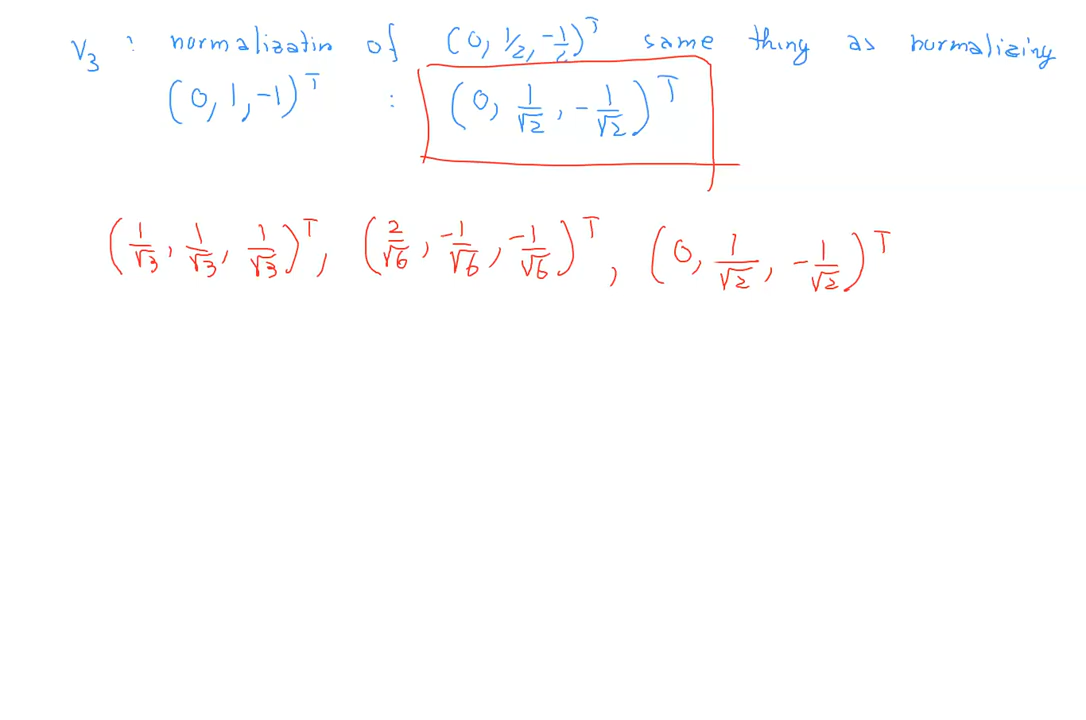 v₃ : normalizatin of (0, 1/2, -1/2)ᵀ same thing as normalizing
(0, 1, -1)ᵀ : (0, 1/√2, -1/√2)ᵀ
(1/√3, 1/√3, 1/√3)ᵀ, (2/√6, -1/√6, -1/√6)ᵀ, (0, 1/√2, -1/√2)ᵀ